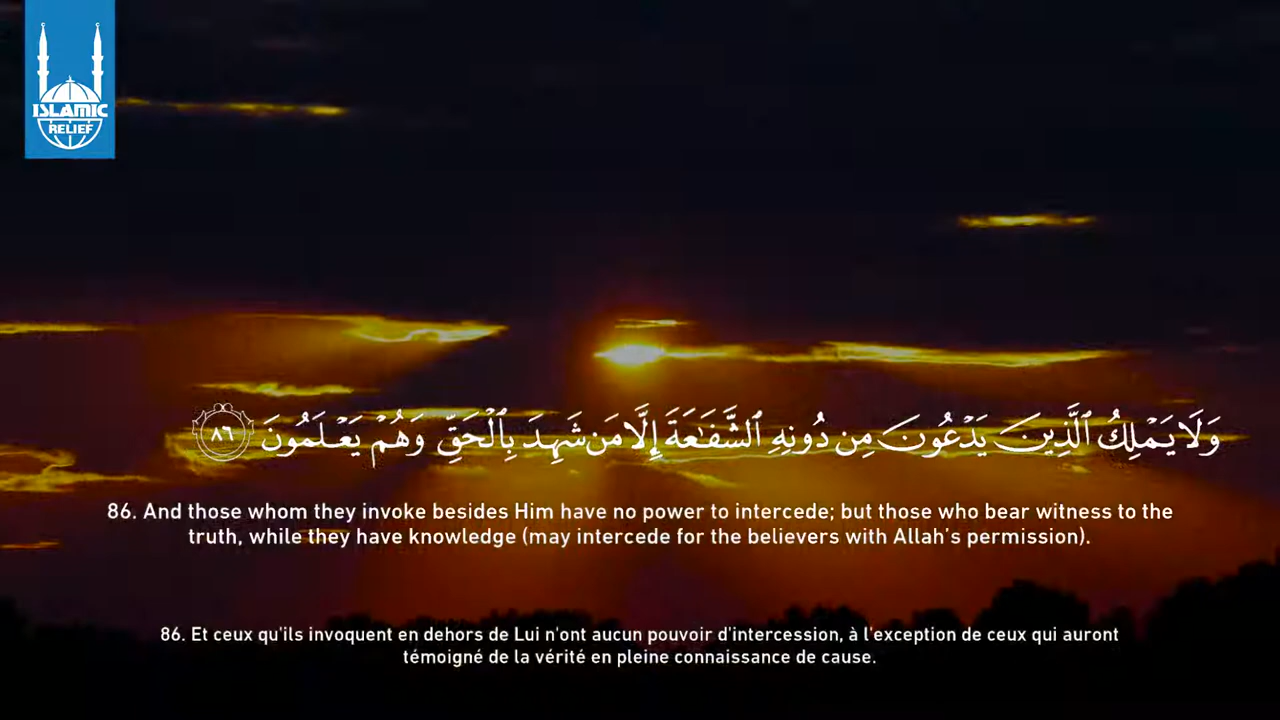 ISLAMIC
RELIEF
وَلَا يَمْلِكُ ٱلَّذِينَ يَدْعُونَ مِن دُونِهِ ٱلشَّفَـٰعَةَ إِلَّا مَن شَهِدَ بِٱلْحَقِّ وَهُمْ يَعْلَمُونَ ٨٦
86. And those whom they invoke besides Him have no power to intercede; but those who bear witness to the
truth, while they have knowledge (may intercede for the believers with Allah's permission).
86. Et ceux qu'ils invoquent en dehors de Lui n'ont aucun pouvoir d'intercession, à l'exception de ceux qui auront
témoigné de la vérité en pleine connaissance de cause.